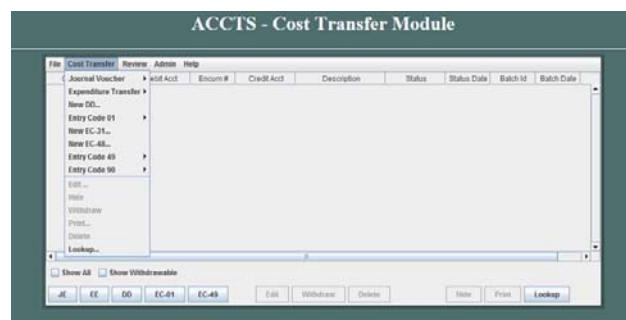 ACCTS - Cost Transfer Module
File Cost Transfer Review Admin Help
Journal Voucher ebit Acct Encum # Credit Acct Description Status Status Date Batch Id Batch Date
Expenditure Transfer
New DD...
Entry Code 01
New EC-31...
New EC-48...
Entry Code 49
Entry Code 90
Edit ...
Hide
Withdraw
Print...
Delete
Lookup...
Show All Show Withdrawable
JE EE DD EC-01 EC-49 Edit Withdraw Delete Hide Print Lookup